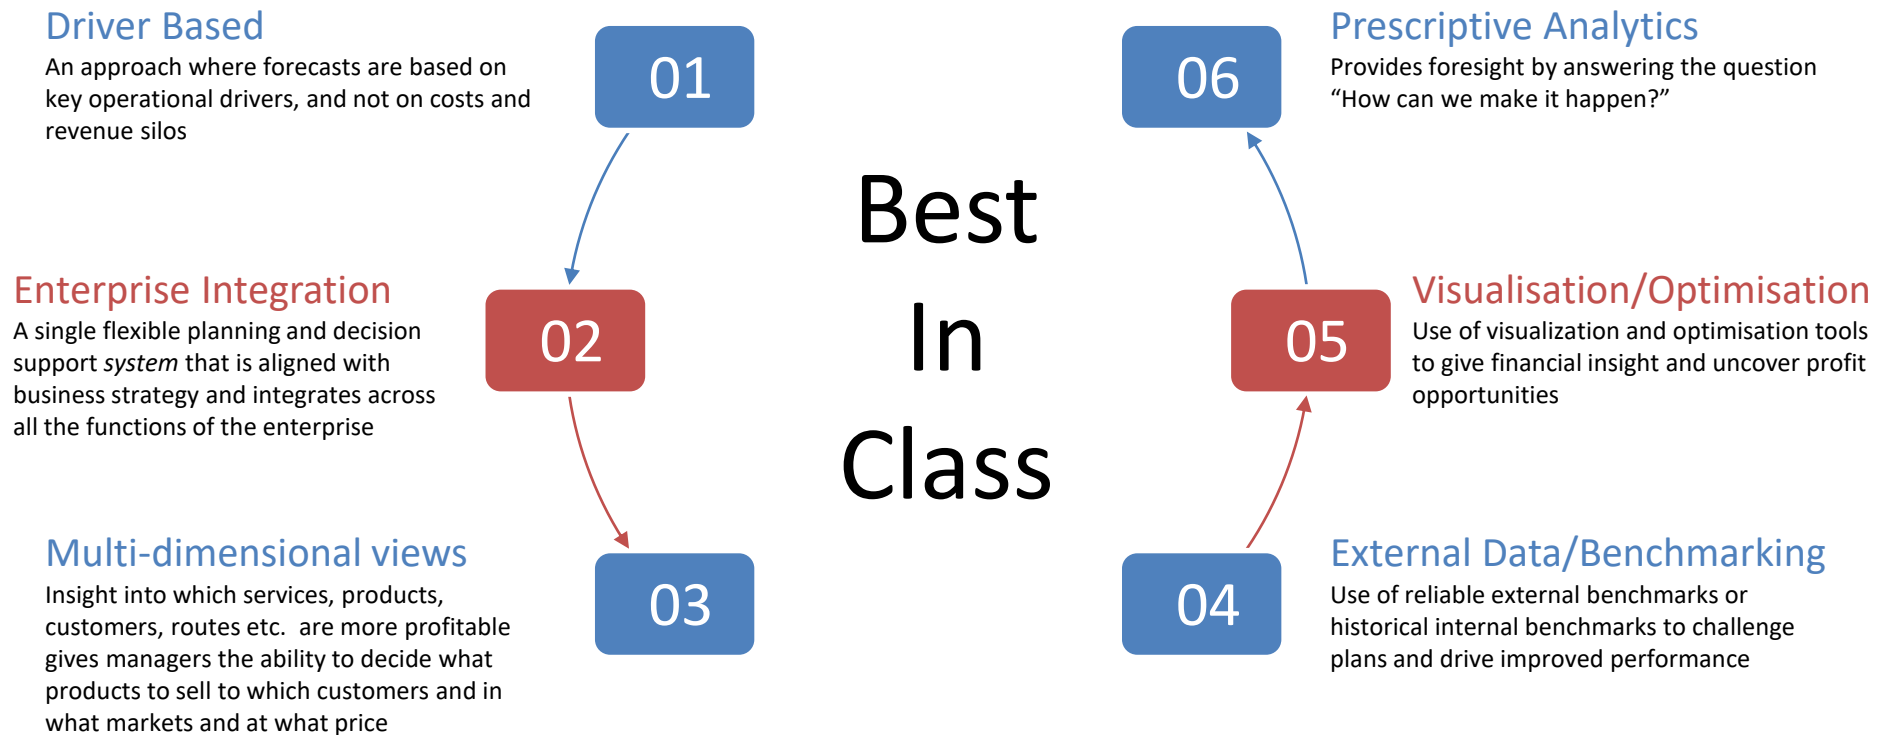 Driver Based
An approach where forecasts are based on
key operational drivers, and not on costs and
revenue silos
01
Enterprise Integration
A single flexible planning and decision
support system that is aligned with
business strategy and integrates across
all the functions of the enterprise
02
Multi-dimensional views
Insight into which services, products,
customers, routes etc.  are more profitable
gives managers the ability to decide what
products to sell to which customers and in
what markets and at what price
03
Best
In
Class
04
External Data/Benchmarking
Use of reliable external benchmarks or
historical internal benchmarks to challenge
plans and drive improved performance
05
Visualisation/Optimisation
Use of visualization and optimisation tools
to give financial insight and uncover profit
opportunities
06
Prescriptive Analytics
Provides foresight by answering the question
“How can we make it happen?”